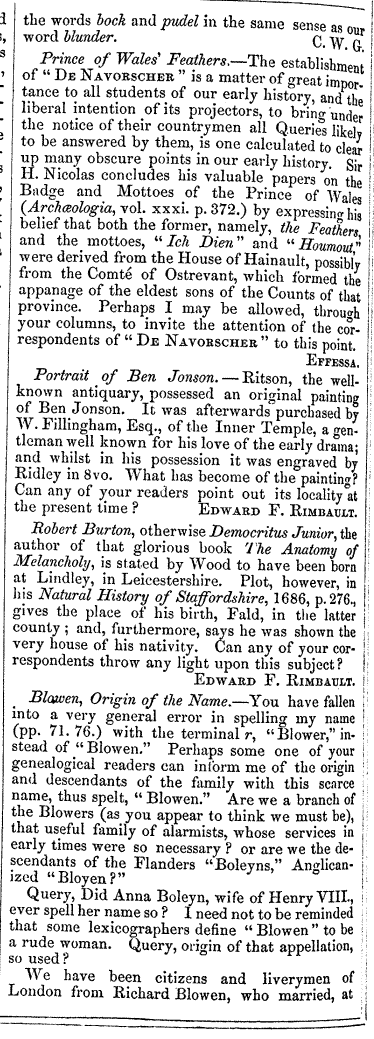 the words bock and pudel in the same sense as our
word blunder. C. W. G.
Prince of Wales' Feathers.—The establishment
of "DE NAVORSCHER" is a matter of great impor-
tance to all students of our early history, and the
liberal intention of its projectors, to bring under
the notice of their countrymen all Queries likely
to be answered by them, is one calculated to clear
up many obscure points in our early history. Sir
H. Nicolas concludes his valuable papers on the
Badge and Mottoes of the Prince of Wales
(Archæologia, vol. xxxi. p. 372.) by expressing his
belief that both the former, namely, the Feathers,
and the mottoes, "Ich Dien" and "Houmout,"
were derived from the House of Hainault, possibly
from the Comté of Ostrevant, which formed the
appanage of the eldest sons of the Counts of that
province. Perhaps I may be allowed, through
your columns, to invite the attention of the cor-
respondents of "DE NAVORSCHER" to this point.
EFFESSA.
Portrait of Ben Jonson.—Ritson, the well-
known antiquary, possessed an original painting
of Ben Jonson. It was afterwards purchased by
W. Fillingham, Esq., of the Inner Temple, a gen-
tleman well known for his love of the early drama;
and whilst in his possession it was engraved by
Ridley in 8vo. What has become of the painting?
Can any of your readers point out its locality at
the present time? EDWARD F. RIMBAULT.
Robert Burton, otherwise Democritus Junior, the
author of that glorious book The Anatomy of
Melancholy, is stated by Wood to have been born
at Lindley, in Leicestershire. Plot, however, in
his Natural History of Staffordshire, 1686, p. 276.,
gives the place of his birth, Fald, in the latter
county; and, furthermore, says he was shown the
very house of his nativity. Can any of your cor-
respondents throw any light upon this subject?
EDWARD F. RIMBAULT.
Blowen, Origin of the Name.—You have fallen
into a very general error in spelling my name
(pp. 71. 76.) with the terminal r, "Blower," in-
stead of "Blowen." Perhaps some one of your
genealogical readers can inform me of the origin
and descendants of the family with this scarce
name, thus spelt, "Blowen." Are we a branch of
the Blowers (as you appear to think we must be),
that useful family of alarmists, whose services in
early times were so necessary? or are we the de-
scendants of the Flanders "Boleyns," Anglican-
ized "Bloyen?"
Query, Did Anna Boleyn, wife of Henry VIII.,
ever spell her name so? I need not to be reminded
that some lexicographers define "Blowen" to be
a rude woman. Query, origin of that appellation,
so used?
We have been citizens and liverymen of
London from Richard Blowen, who married, at